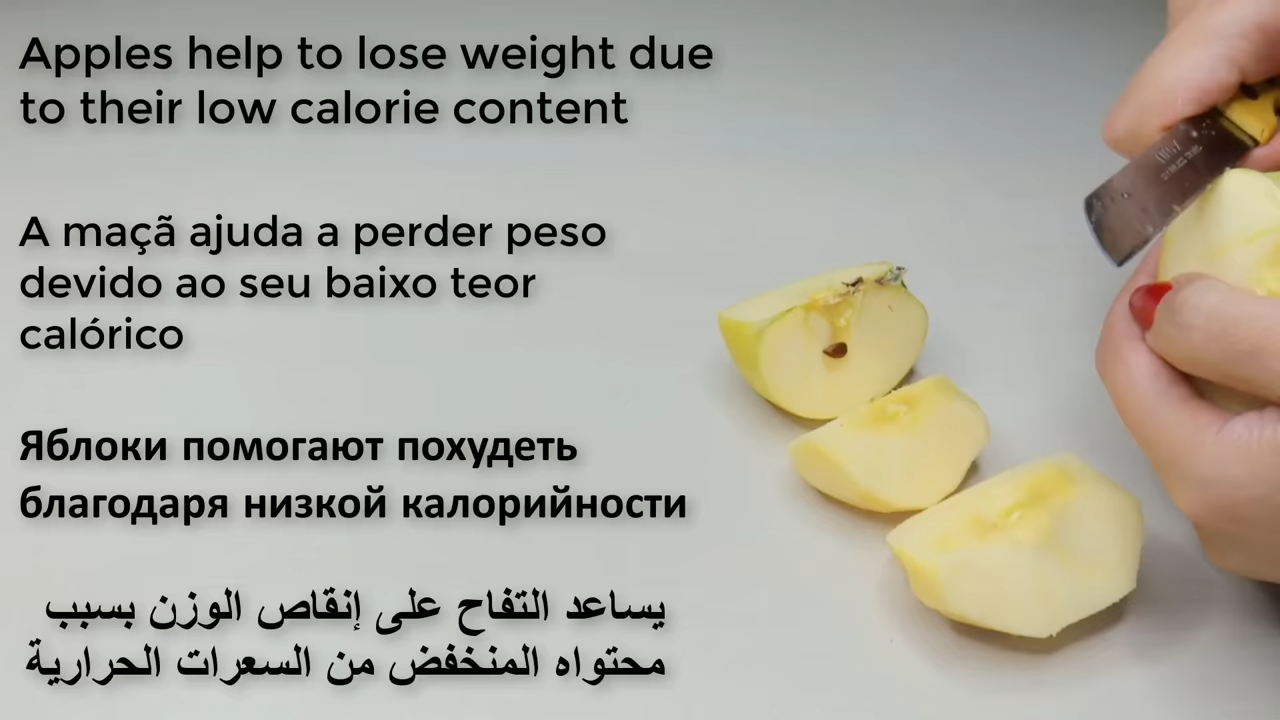 Apples help to lose weight due
to their low calorie content
A maçã ajuda a perder peso
devido ao seu baixo teor
calórico
Яблоки помогают похудеть
благодаря низкой калорийности
يساعد التفاح على إنقاص الوزن بسبب
محتواه المنخفض من السعرات الحرارية